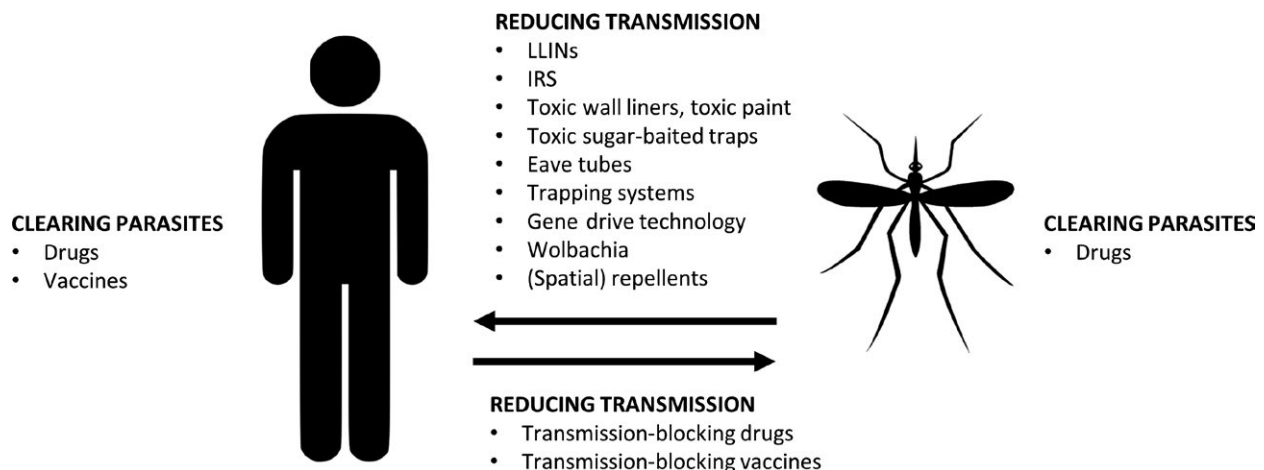 REDUCING TRANSMISSION
• LLINs
• IRS
• Toxic wall liners, toxic paint
• Toxic sugar-baited traps
• Eave tubes
• Trapping systems
• Gene drive technology
• Wolbachia
• (Spatial) repellents
CLEARING PARASITES
• Drugs
• Vaccines
CLEARING PARASITES
• Drugs
REDUCING TRANSMISSION
• Transmission-blocking drugs
• Transmission-blocking vaccines